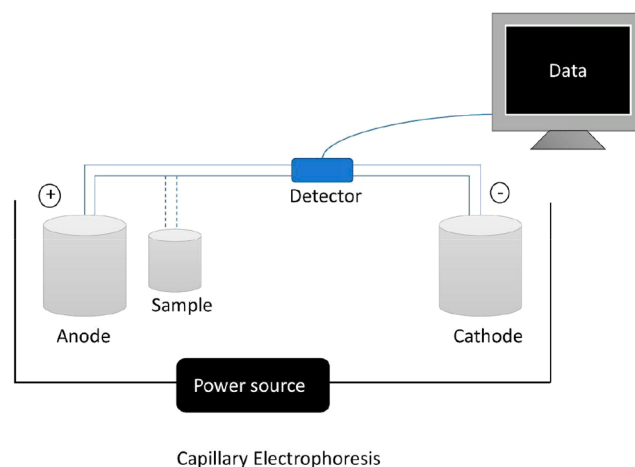 Data
+
-
Detector
Sample
Anode
Cathode
Power source
Capillary Electrophoresis